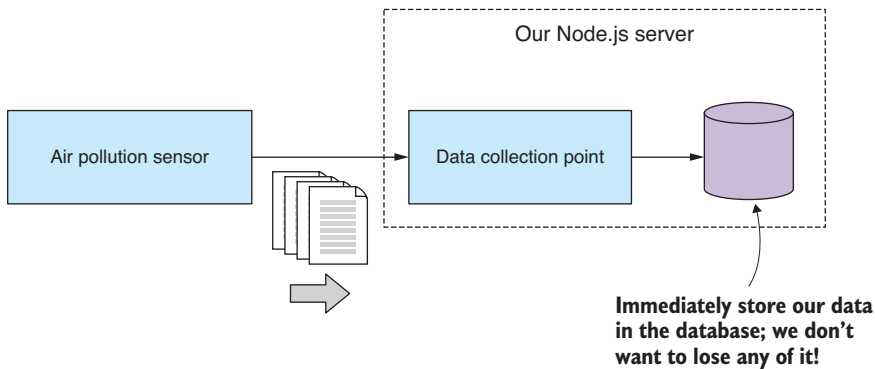 Our Node.js server
Air pollution sensor
Data collection point
Immediately store our data
in the database; we don’t
want to lose any of it!